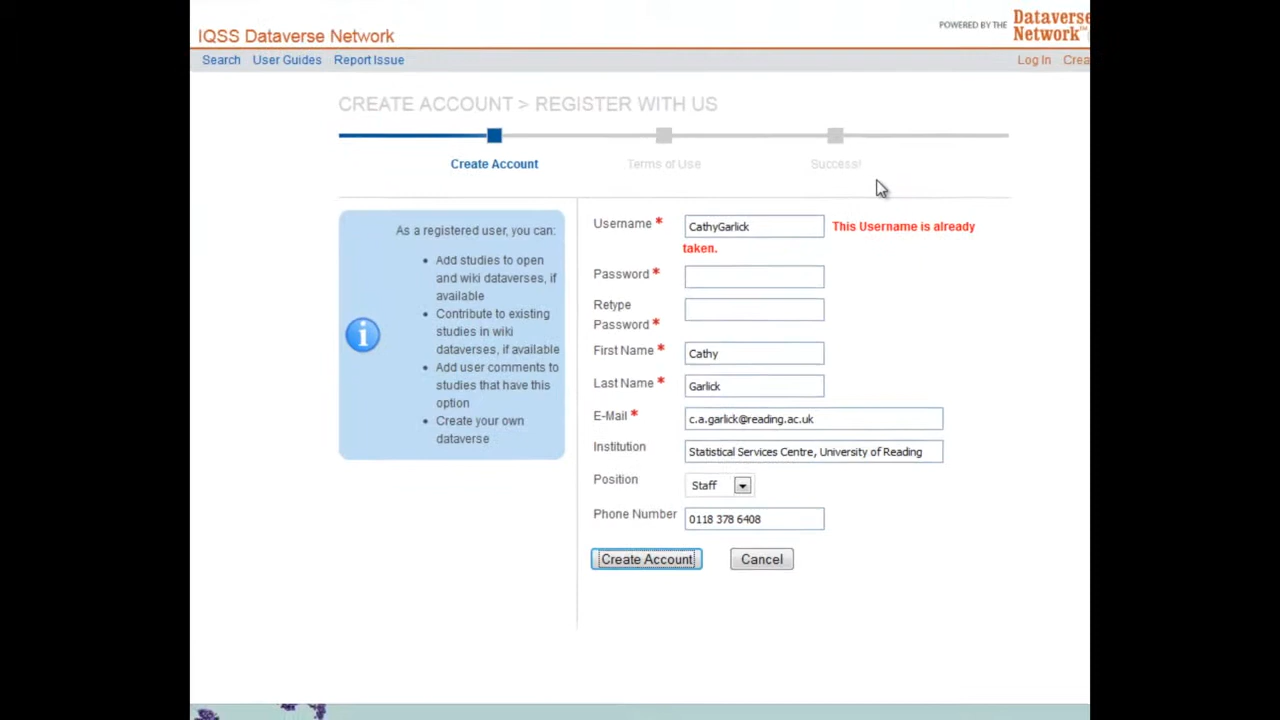 POWERED BY THE Dataverse
Network™
IQSS Dataverse Network
Search User Guides Report Issue Log In Crea
CREATE ACCOUNT > REGISTER WITH US
Create Account Terms of Use Success!
As a registered user, you can:
Add studies to open
and wiki dataverses, if
available
Contribute to existing
studies in wiki
dataverses, if available
Add user comments to
studies that have this
option
Create your own
dataverse
Username * CathyGarlick This Username is already
taken.
Password *
Retype
Password *
First Name * Cathy
Last Name * Garlick
E-Mail * c.a.garlick@reading.ac.uk
Institution Statistical Services Centre, University of Reading
Position Staff
Phone Number 0118 378 6408
Create Account Cancel